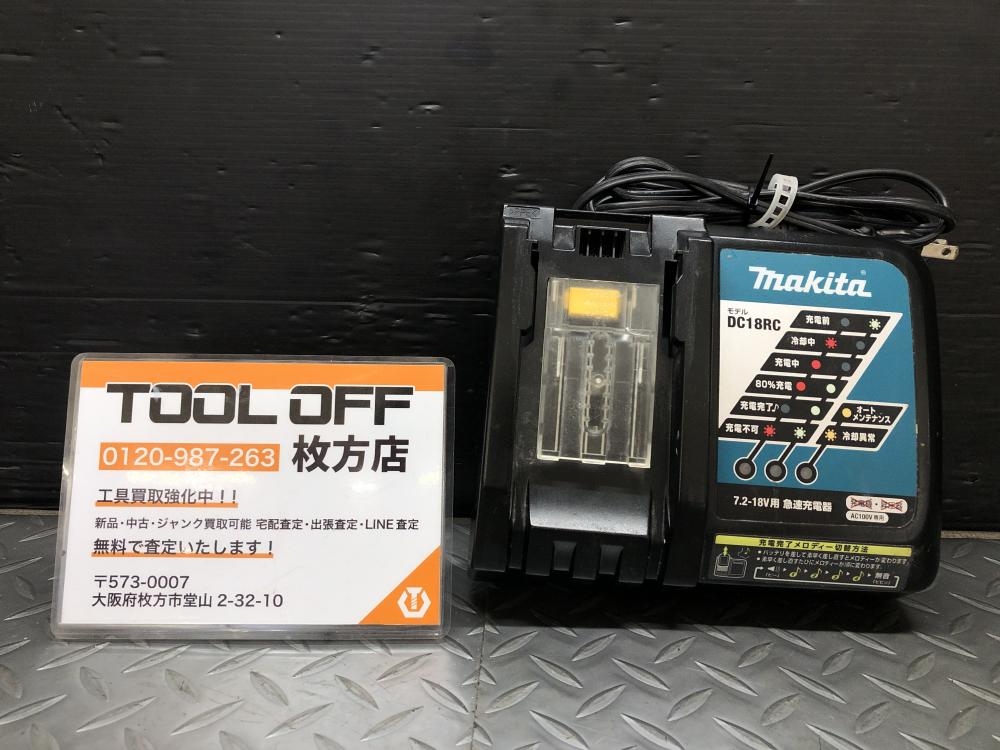 TOOL OFF
0120-987-263 枚方店
工具買取強化中!!
新品・中古・ジャンク買取可能 宅配査定・出張査定・LINE査定
無料で査定いたします!
〒573-0007
大阪府枚方市堂山 2-32-10
makita
モデル
DC18RC
充電前
冷却中
充電中
80%充電
充電完了♪
オート
メンテナンス
充電不可
冷却異常
7.2-18V用 急速充電器
AC100V専用
充電完了メロディー切替方法